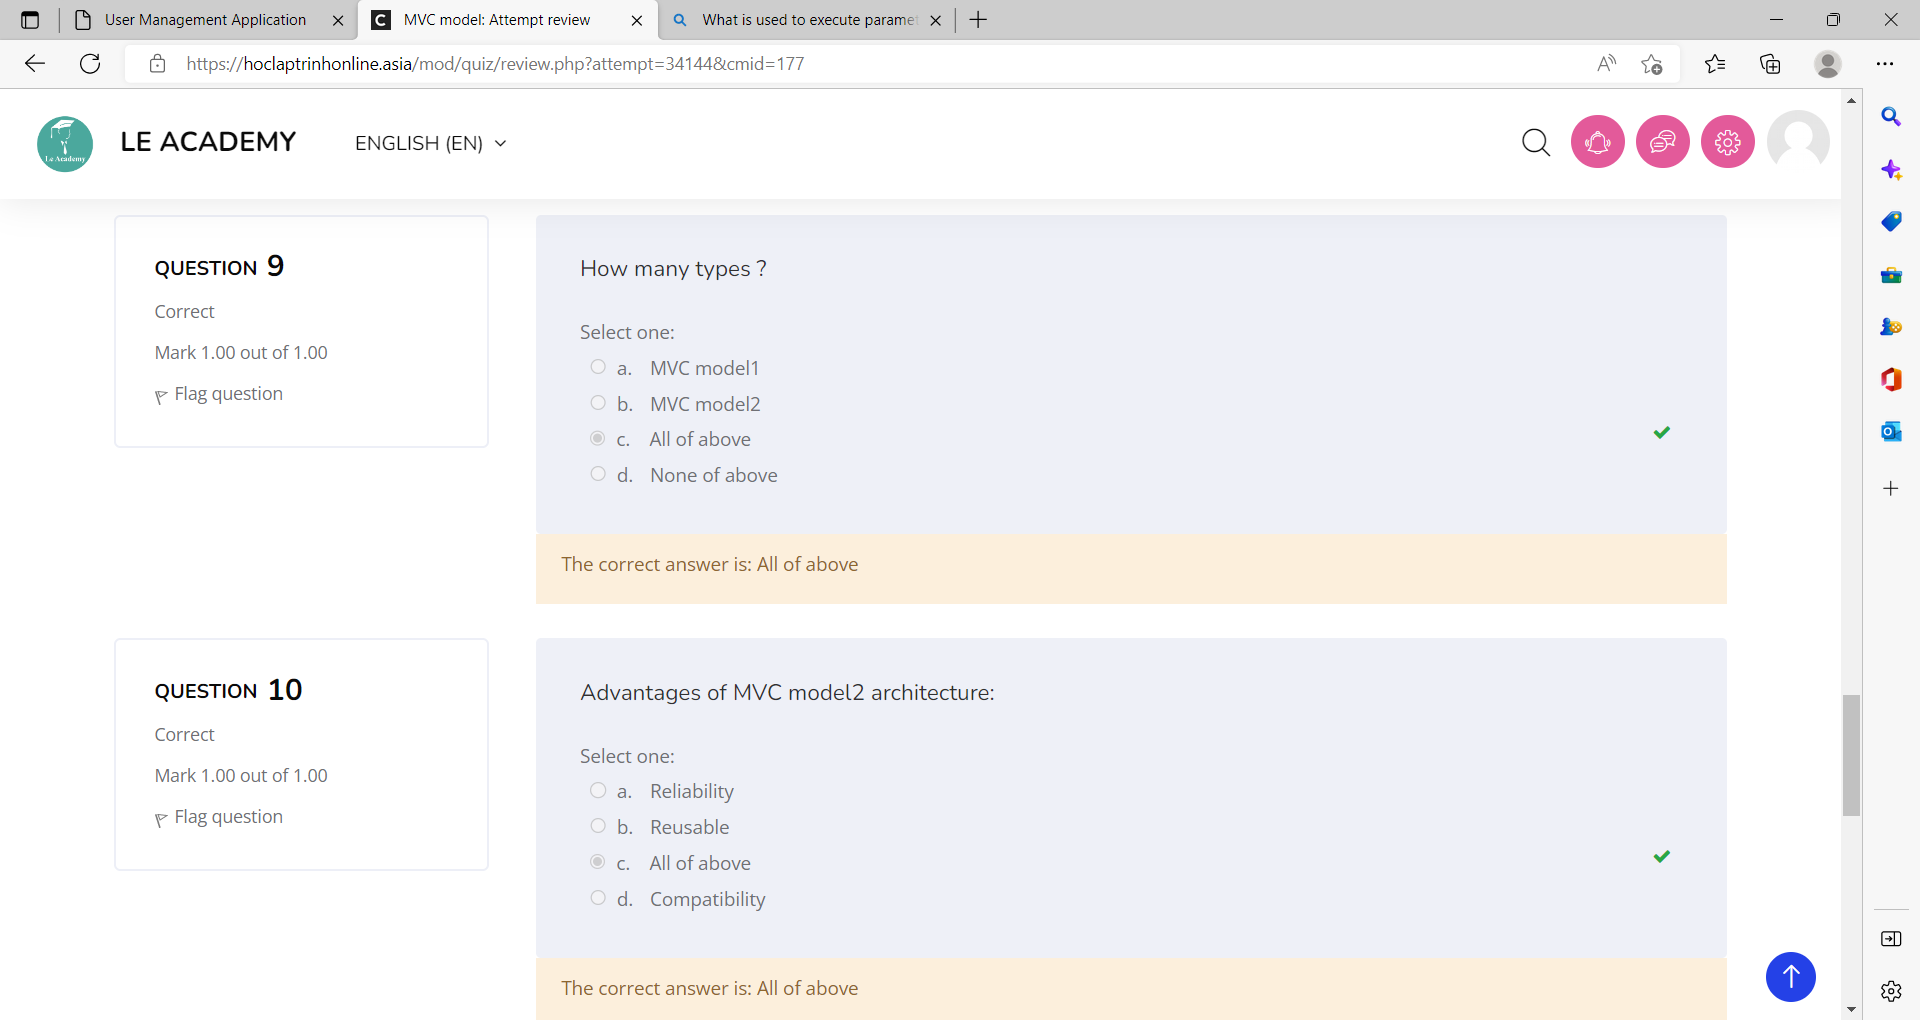 User Management Application
MVC model: Attempt review
What is used to execute paramet
https://hoclaptrinhonline.asia/mod/quiz/review.php?attempt=34144&cmid=177
Le Academy
LE ACADEMY
ENGLISH (EN)
QUESTION 9
Correct
Mark 1.00 out of 1.00
Flag question
How many types ?
Select one:
a. MVC model1
b. MVC model2
c. All of above
d. None of above
The correct answer is: All of above
QUESTION 10
Correct
Mark 1.00 out of 1.00
Flag question
Advantages of MVC model2 architecture:
Select one:
a. Reliability
b. Reusable
c. All of above
d. Compatibility
The correct answer is: All of above